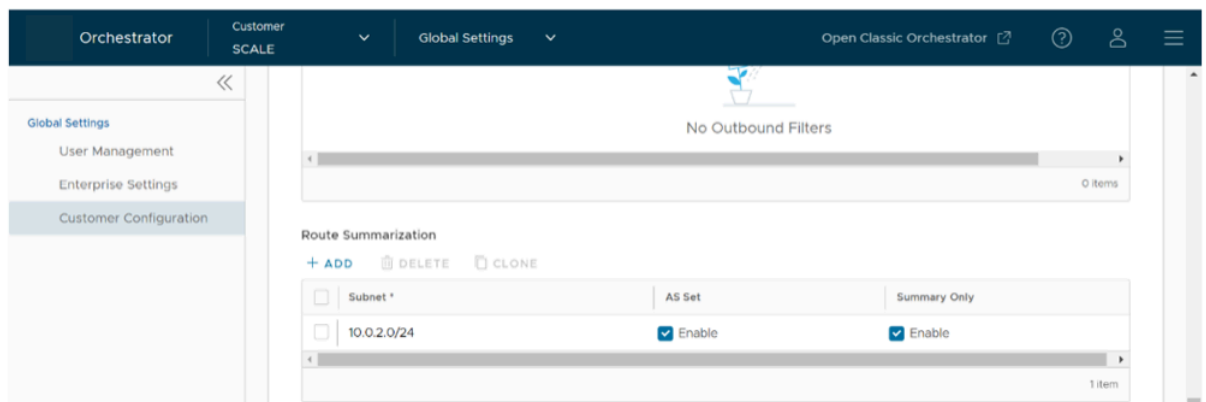 Orchestrator
Customer
SCALE
Global Settings
Open Classic Orchestrator
Global Settings
User Management
Enterprise Settings
Customer Configuration
No Outbound Filters
0 items
Route Summarization
+ ADD DELETE CLONE
Subnet * AS Set Summary Only
10.0.2.0/24 Enable Enable
1 item